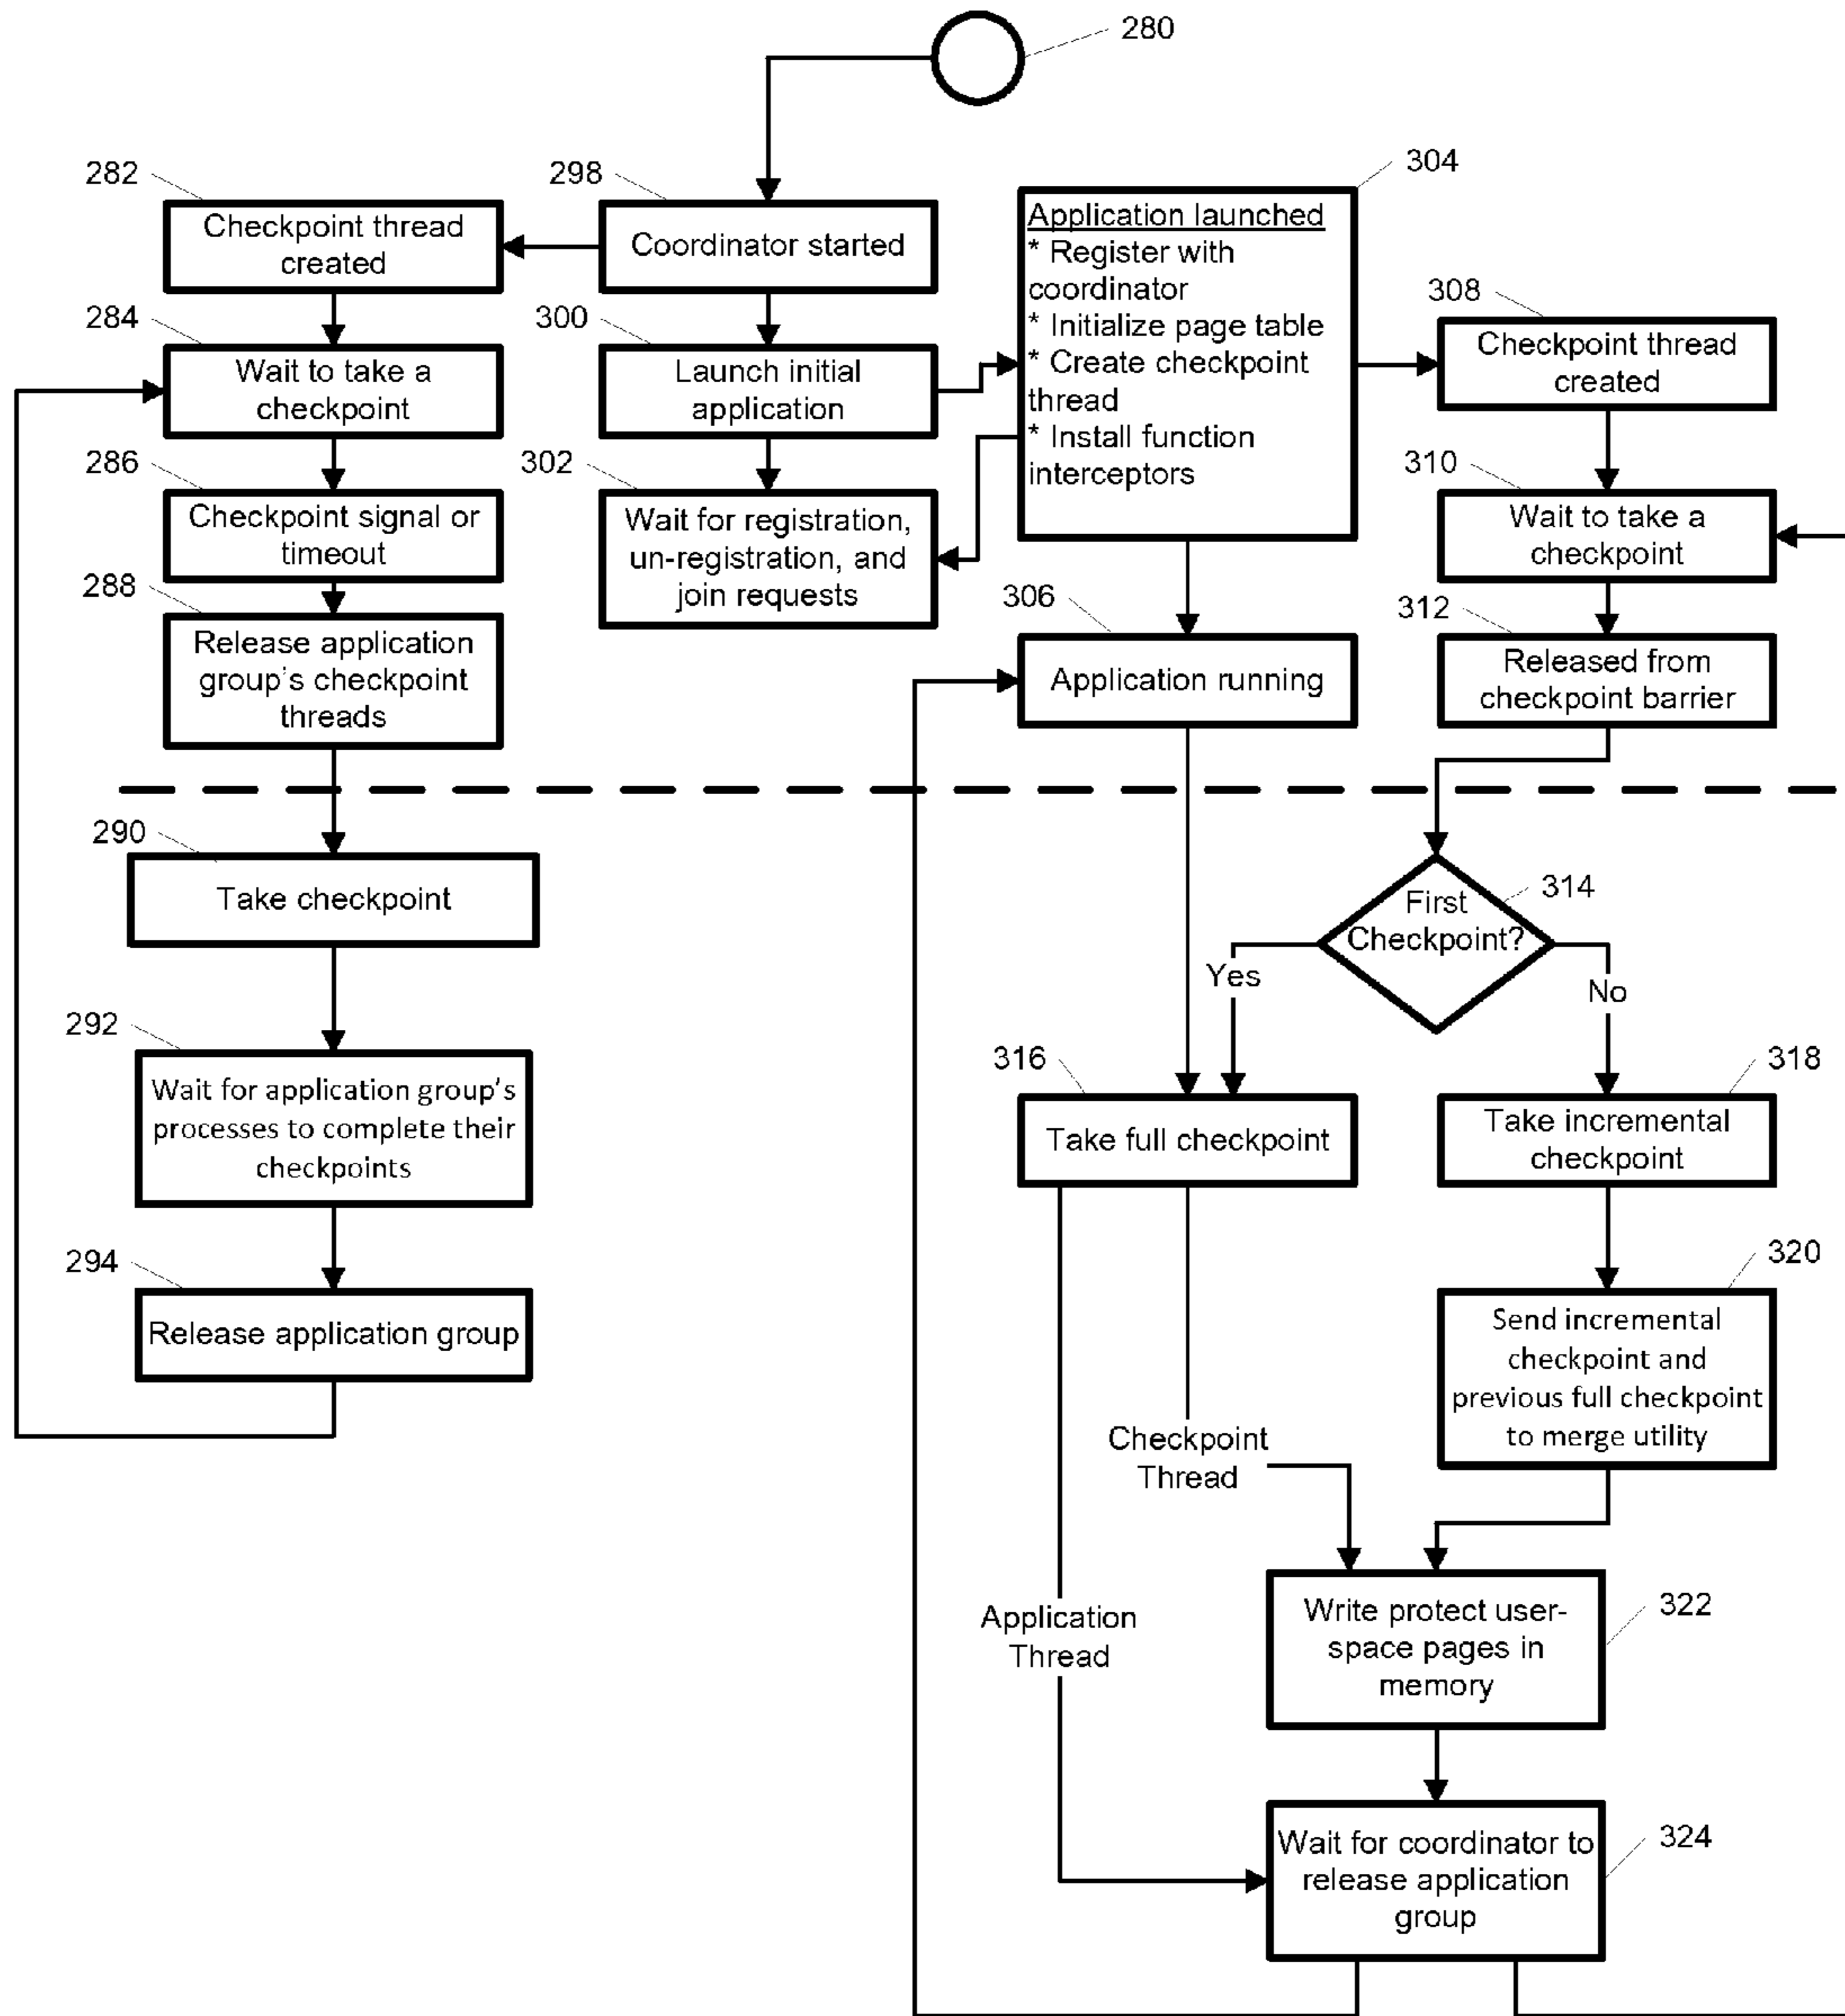 280
282
298
304
Checkpoint thread
created
Coordinator started
Application launched
* Register with
coordinator
* Initialize page table
* Create checkpoint
thread
* Install function
interceptors
308
Checkpoint thread
created
284
300
Wait to take a
checkpoint
Launch initial
application
286
302
310
Checkpoint signal or
timeout
Wait for registration,
un-registration, and
join requests
Wait to take a
checkpoint
288
306
312
Release application
group's checkpoint
threads
Application running
Released from
checkpoint barrier
290
Take checkpoint
314
First
Checkpoint?
Yes
No
292
316
318
Wait for application group's
processes to complete their
checkpoints
Take full checkpoint
Take incremental
checkpoint
294
320
Release application group
Send incremental
checkpoint and
previous full checkpoint
to merge utility
Checkpoint
Thread
Application
Thread
322
Write protect user-
space pages in
memory
324
Wait for coordinator to
release application
group